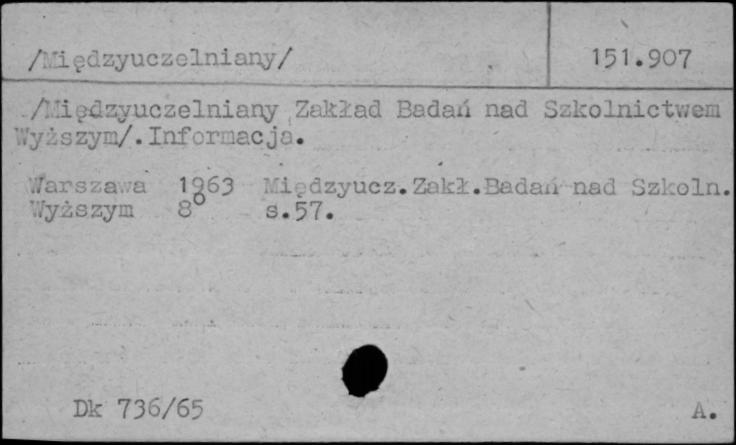 /Międzyuczelniany/ 151.907
/Międzyuczelniany Zakład Badań nad Szkolnictwem
Wyższym/.Informacja.
Warszawa 1963 Międzyucz.Zakł.Badań nad Szkoln.
Wyższym 8° s.57.
Dk 736/65 A.